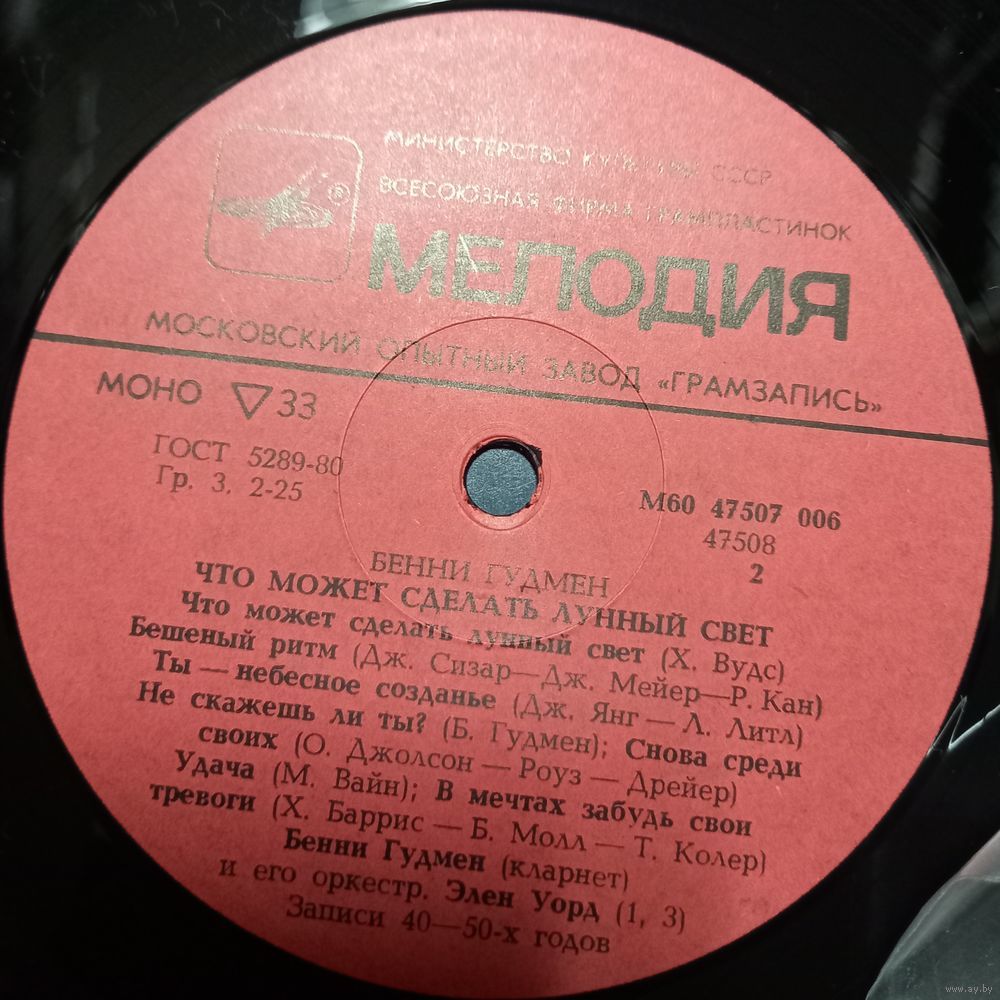 МИНИСТЕРСТВО КУЛЬТУРЫ СССР
ВСЕСОЮЗНАЯ ФИРМА ГРАМПЛАСТИНОК
®
МЕЛОДИЯ
МОСКОВСКИЙ ОПЫТНЫЙ ЗАВОД «ГРАМЗАПИСЬ»
МОНО 33
ГОСТ 5289-80
Гр. 3. 2-25
М60 47507 006
47508
2
БЕННИ ГУДМЕН
ЧТО МОЖЕТ СДЕЛАТЬ ЛУННЫЙ СВЕТ
Что может сделать лунный свет (Х. Вудс)
Бешеный ритм (Дж. Сизар—Дж. Мейер—Р. Кан)
Ты — небесное созданье (Дж. Янг — Л. Литл)
Не скажешь ли ты? (Б. Гудмен); Снова среди
своих (О. Джолсон — Роуз — Дрейер)
Удача (М. Вайн); В мечтах забудь свои
тревоги (Х. Баррис — Б. Молл — Т. Колер)
Бенни Гудмен (кларнет)
и его оркестр. Элен Уорд (1, 3)
Записи 40—50-х годов
www.ay.by